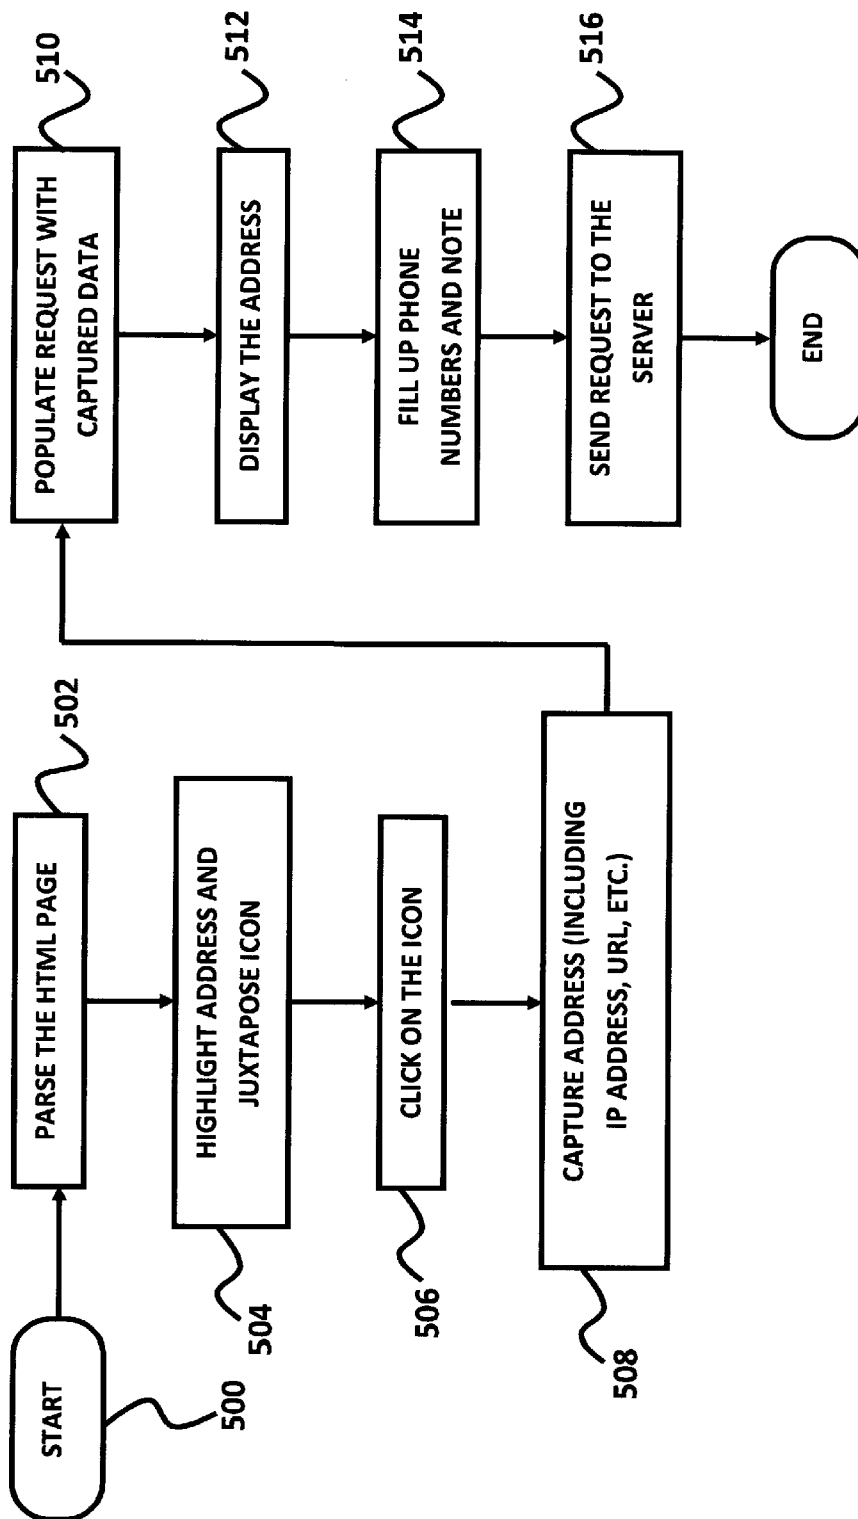 START
500
PARSE THE HTML PAGE
502
HIGHLIGHT ADDRESS AND
JUXTAPOSE ICON
504
CLICK ON THE ICON
506
CAPTURE ADDRESS (INCLUDING
IP ADDRESS, URL, ETC.)
508
POPULATE REQUEST WITH
CAPTURED DATA
510
DISPLAY THE ADDRESS
512
FILL UP PHONE
NUMBERS AND NOTE
514
SEND REQUEST TO THE
SERVER
516
END